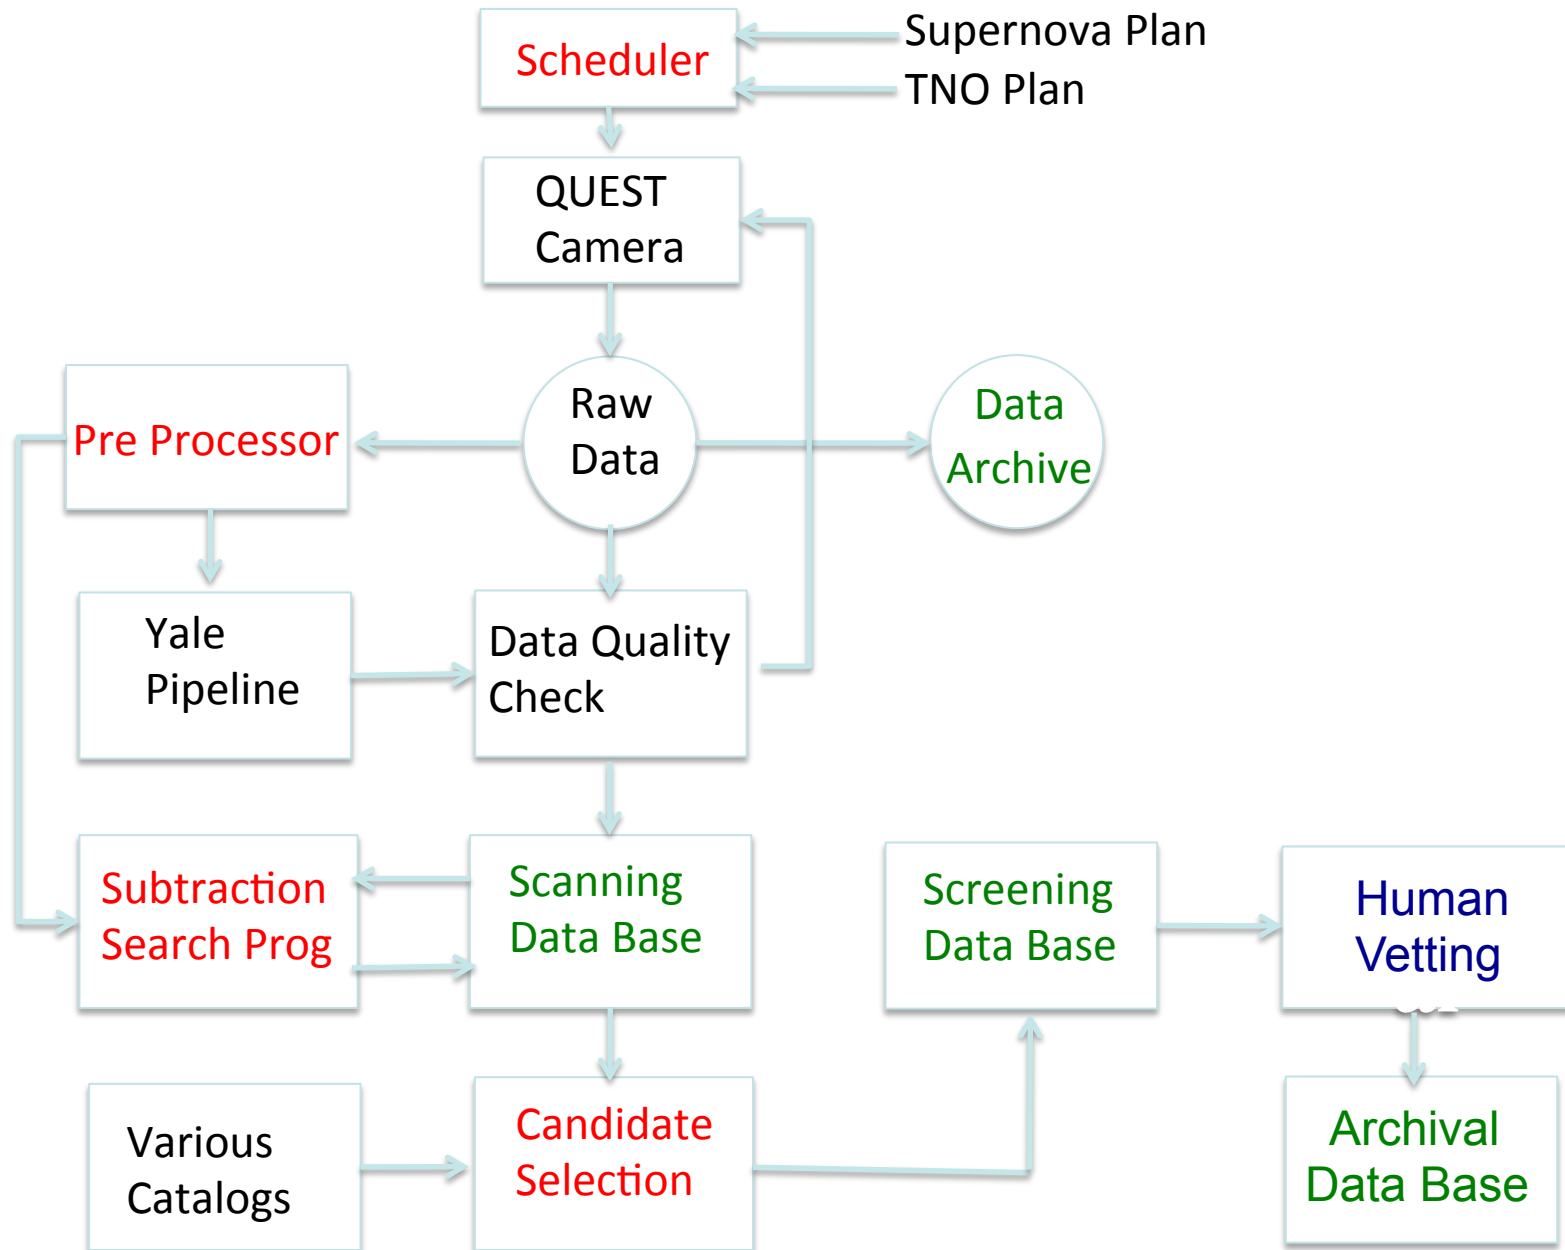 Scheduler
Supernova Plan
TNO Plan
QUEST
Camera
Pre Processor
Raw
Data
Data
Archive
Yale
Pipeline
Data Quality
Check
Subtraction
Search Prog
Scanning
Data Base
Screening
Data Base
Human
Vetting
Various
Catalogs
Candidate
Selection
Archival
Data Base